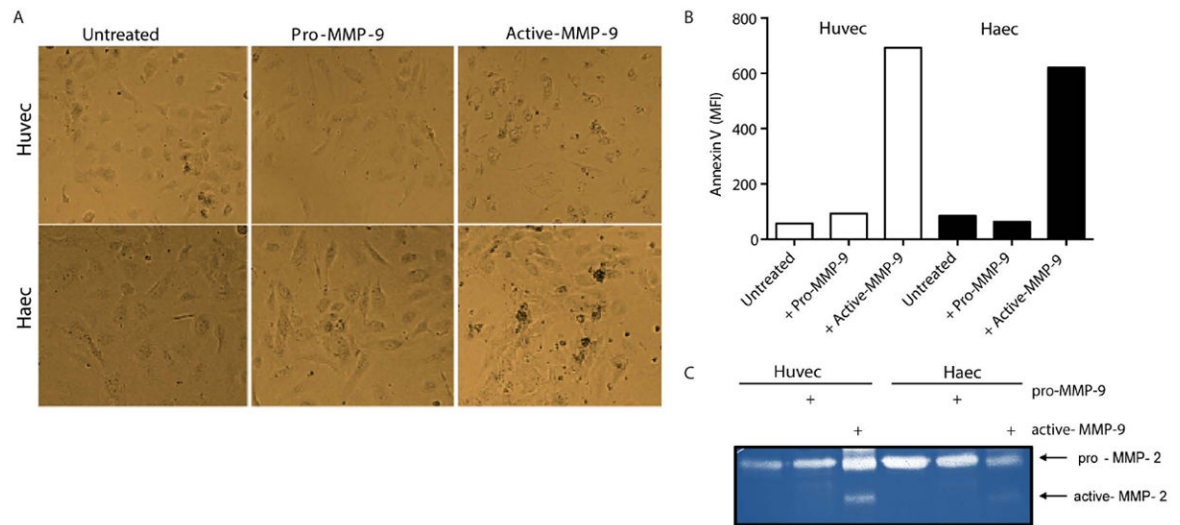 A
Untreated Pro-MMP-9 Active-MMP-9
Huvec
Haec
B
Annexin V (MFI)
800
600
400
200
0
Huvec Haec
Untreated
+ Pro-MMP-9
+ Active-MMP-9
Untreated
+ Pro-MMP-9
+ Active-MMP-9
C
Huvec Haec
+ + pro-MMP-9
+ + active- MMP-9
pro - MMP- 2
active- MMP- 2